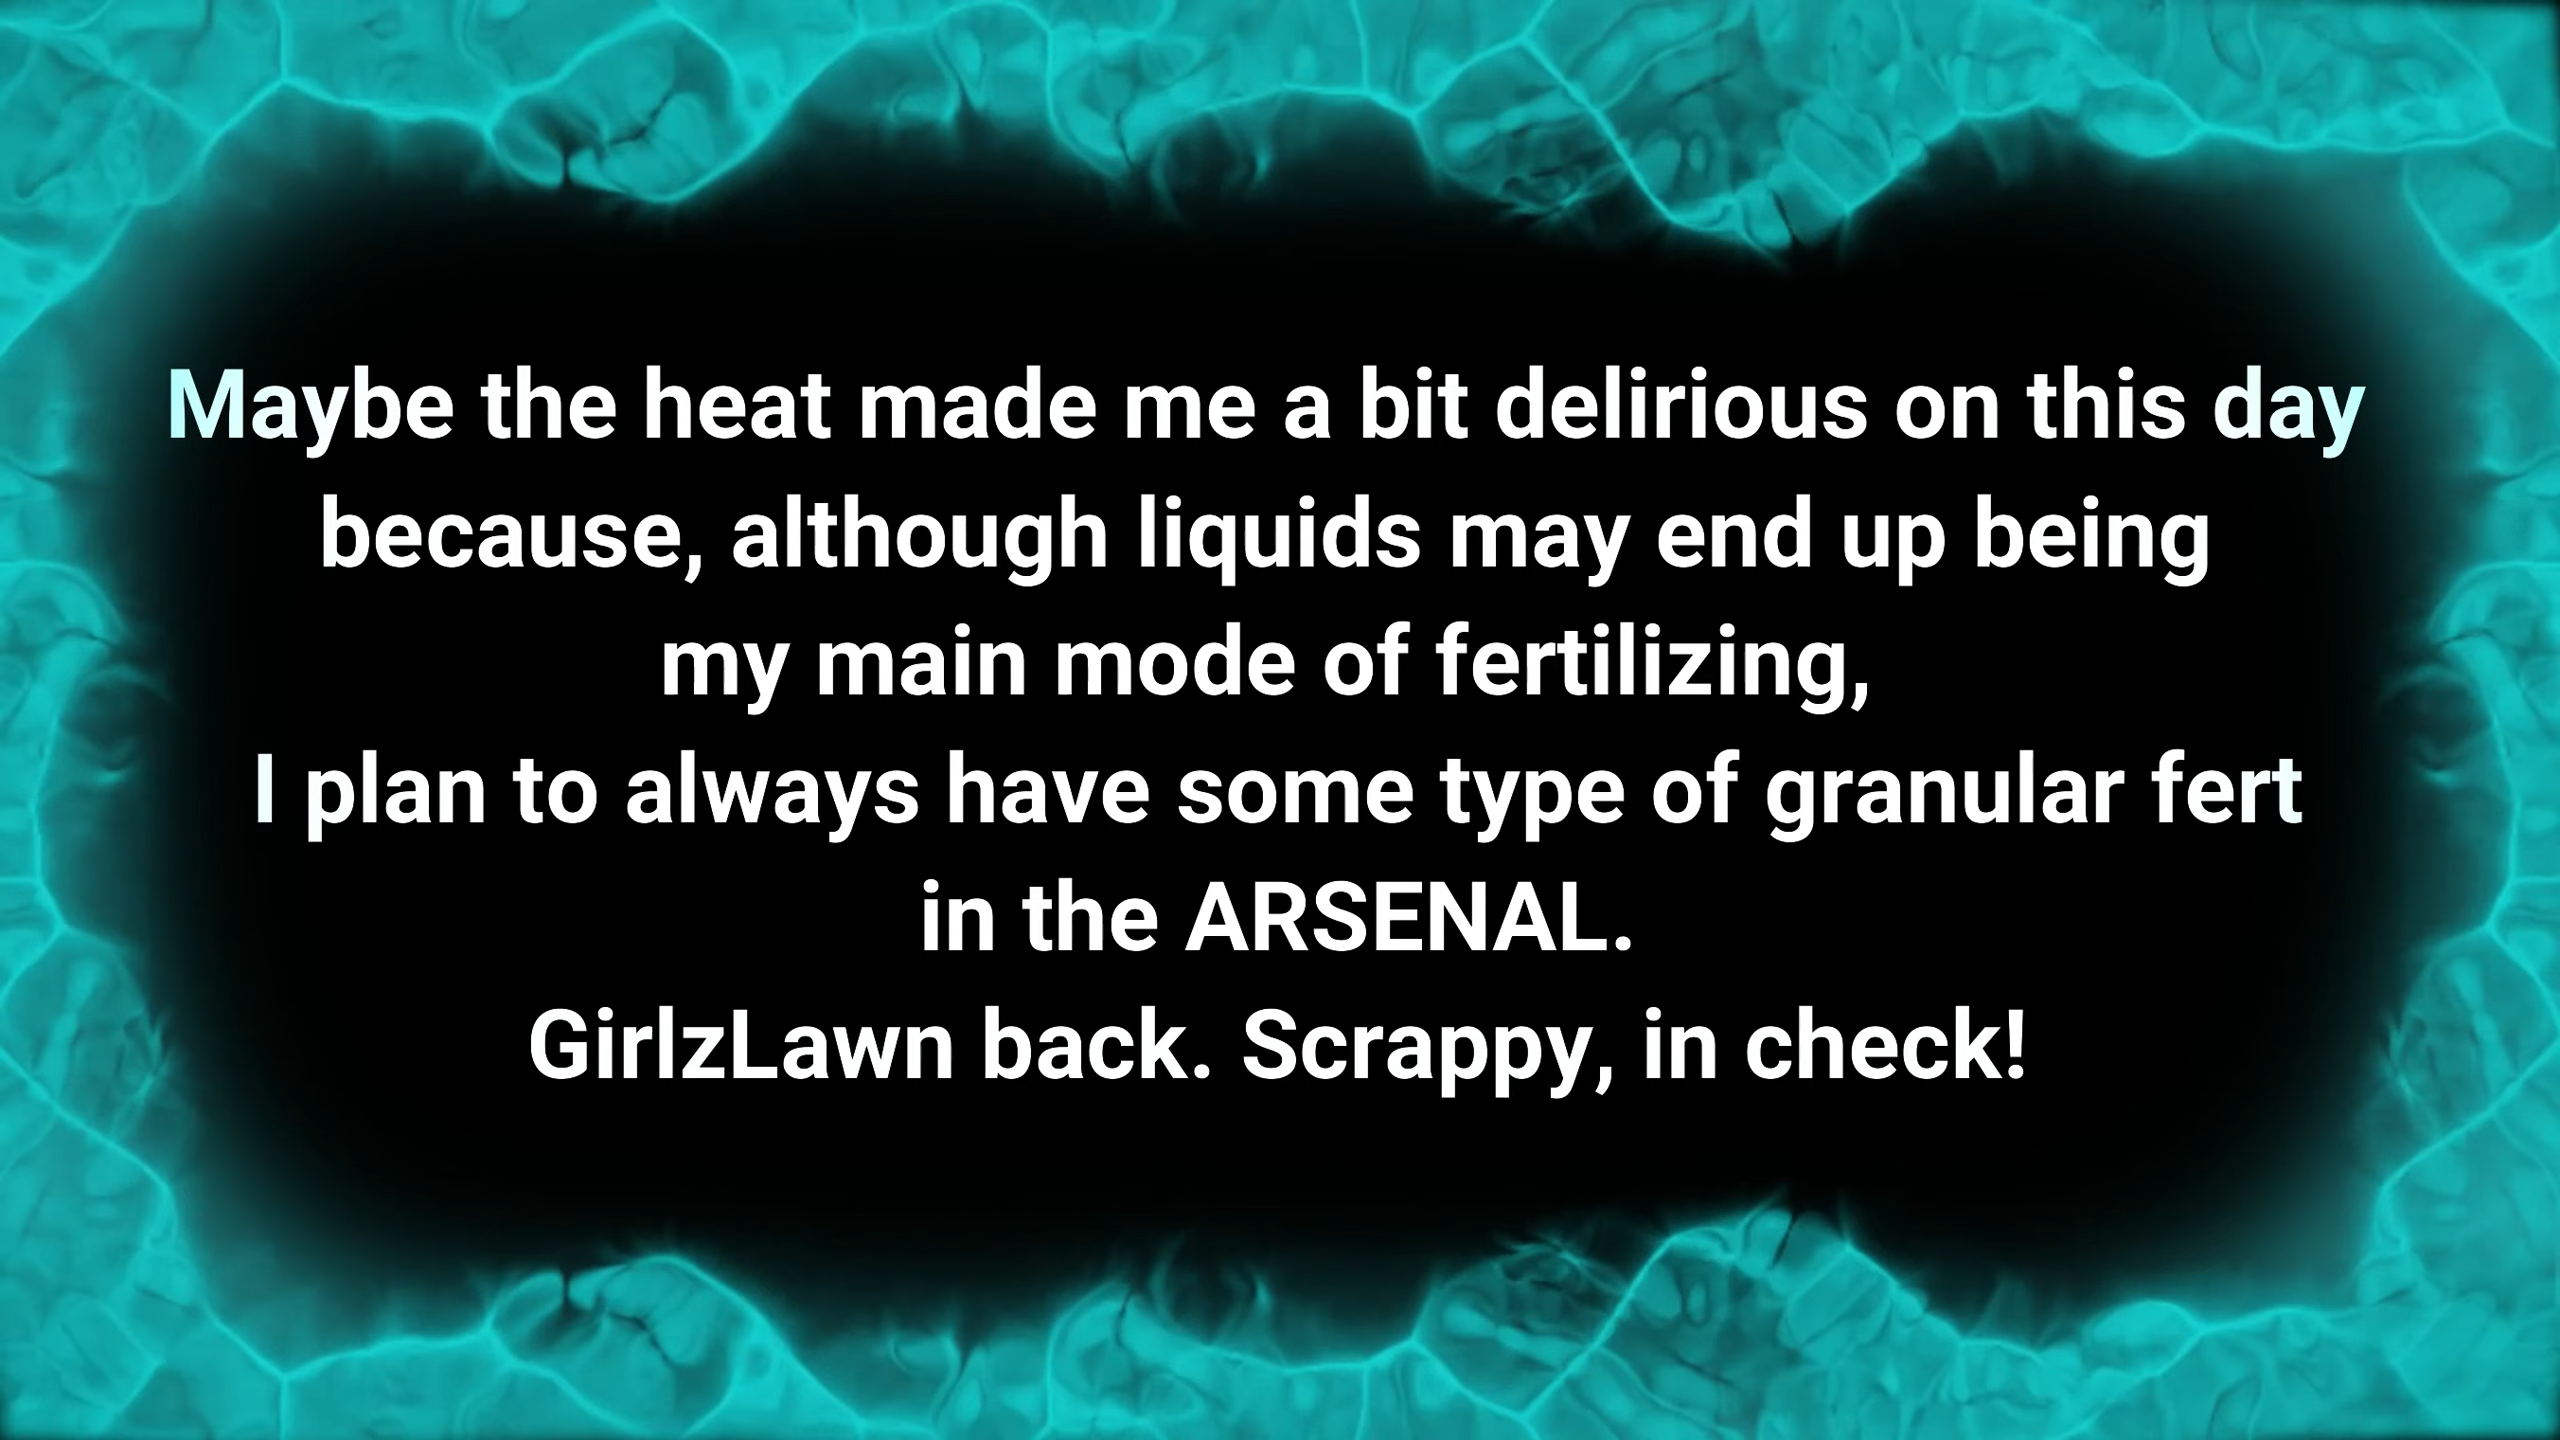 Maybe the heat made me a bit delirious on this day
because, although liquids may end up being
my main mode of fertilizing,
I plan to always have some type of granular fert
in the ARSENAL.
GirlzLawn back. Scrappy, in check!